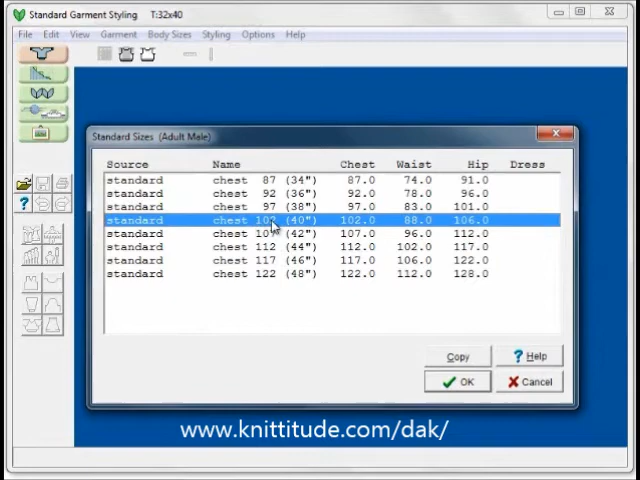 Standard Garment Styling T:32x40
File Edit View Garment Body Sizes Styling Options Help
Standard Sizes (Adult Male)
Source Name Chest Waist Hip Dress
standard chest 87 (34") 87.0 74.0 91.0
standard chest 92 (36") 92.0 78.0 96.0
standard chest 97 (38") 97.0 83.0 101.0
standard chest 102 (40") 102.0 88.0 106.0
standard chest 107 (42") 107.0 96.0 112.0
standard chest 112 (44") 112.0 102.0 117.0
standard chest 117 (46") 117.0 106.0 122.0
standard chest 122 (48") 122.0 112.0 128.0
Copy ? Help
OK Cancel
www.knittitude.com/dak/